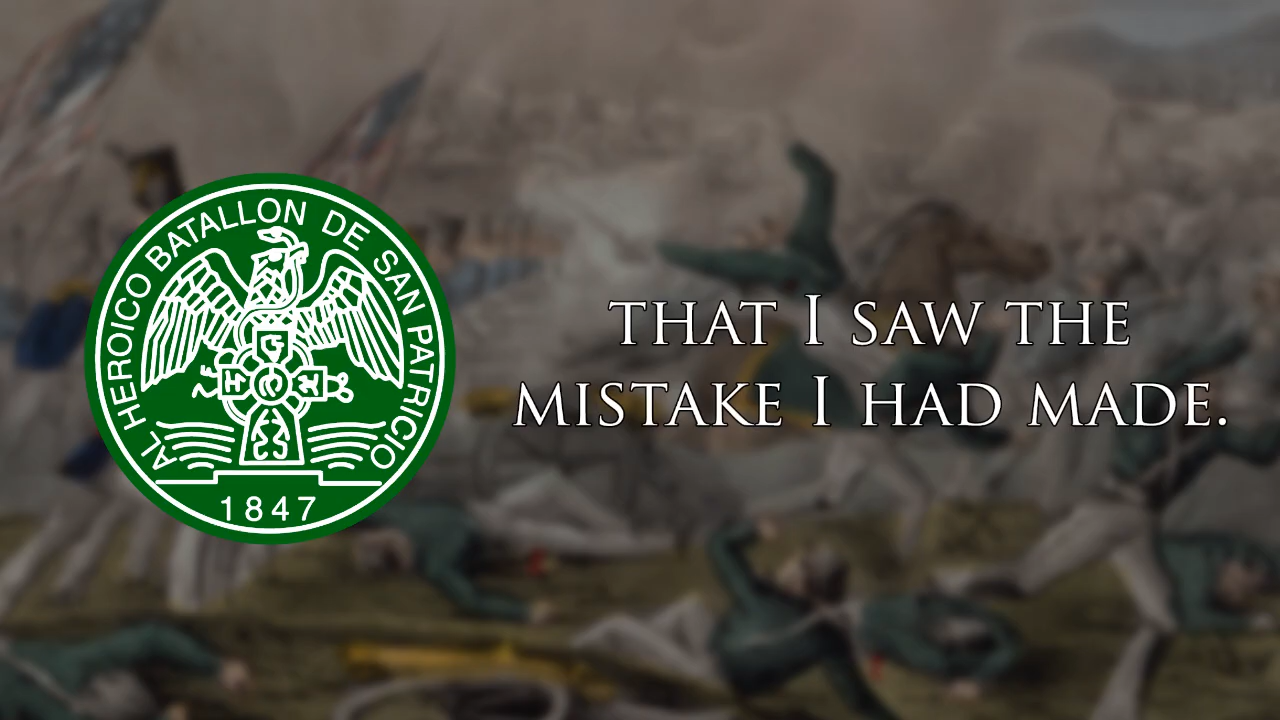 AL HEROICO BATALLON DE SAN PATRICIO
1847
THAT I SAW THE
MISTAKE I HAD MADE.